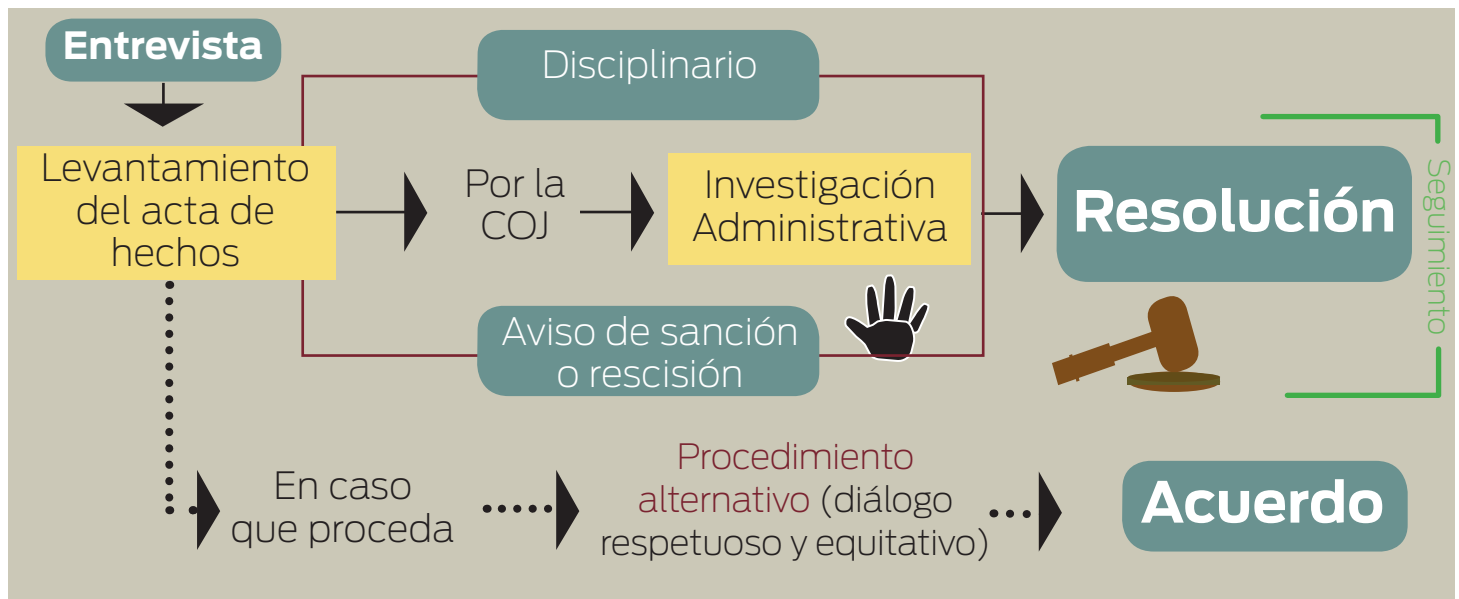 Entrevista
Disciplinario
Levantamiento
del acta de
hechos
Por la
COJ
Investigación
Administrativa
Resolución
Seguimiento
Aviso de sanción
o rescisión
En caso
que proceda
Procedimiento
alternativo (diálogo
respetuoso y equitativo)
Acuerdo